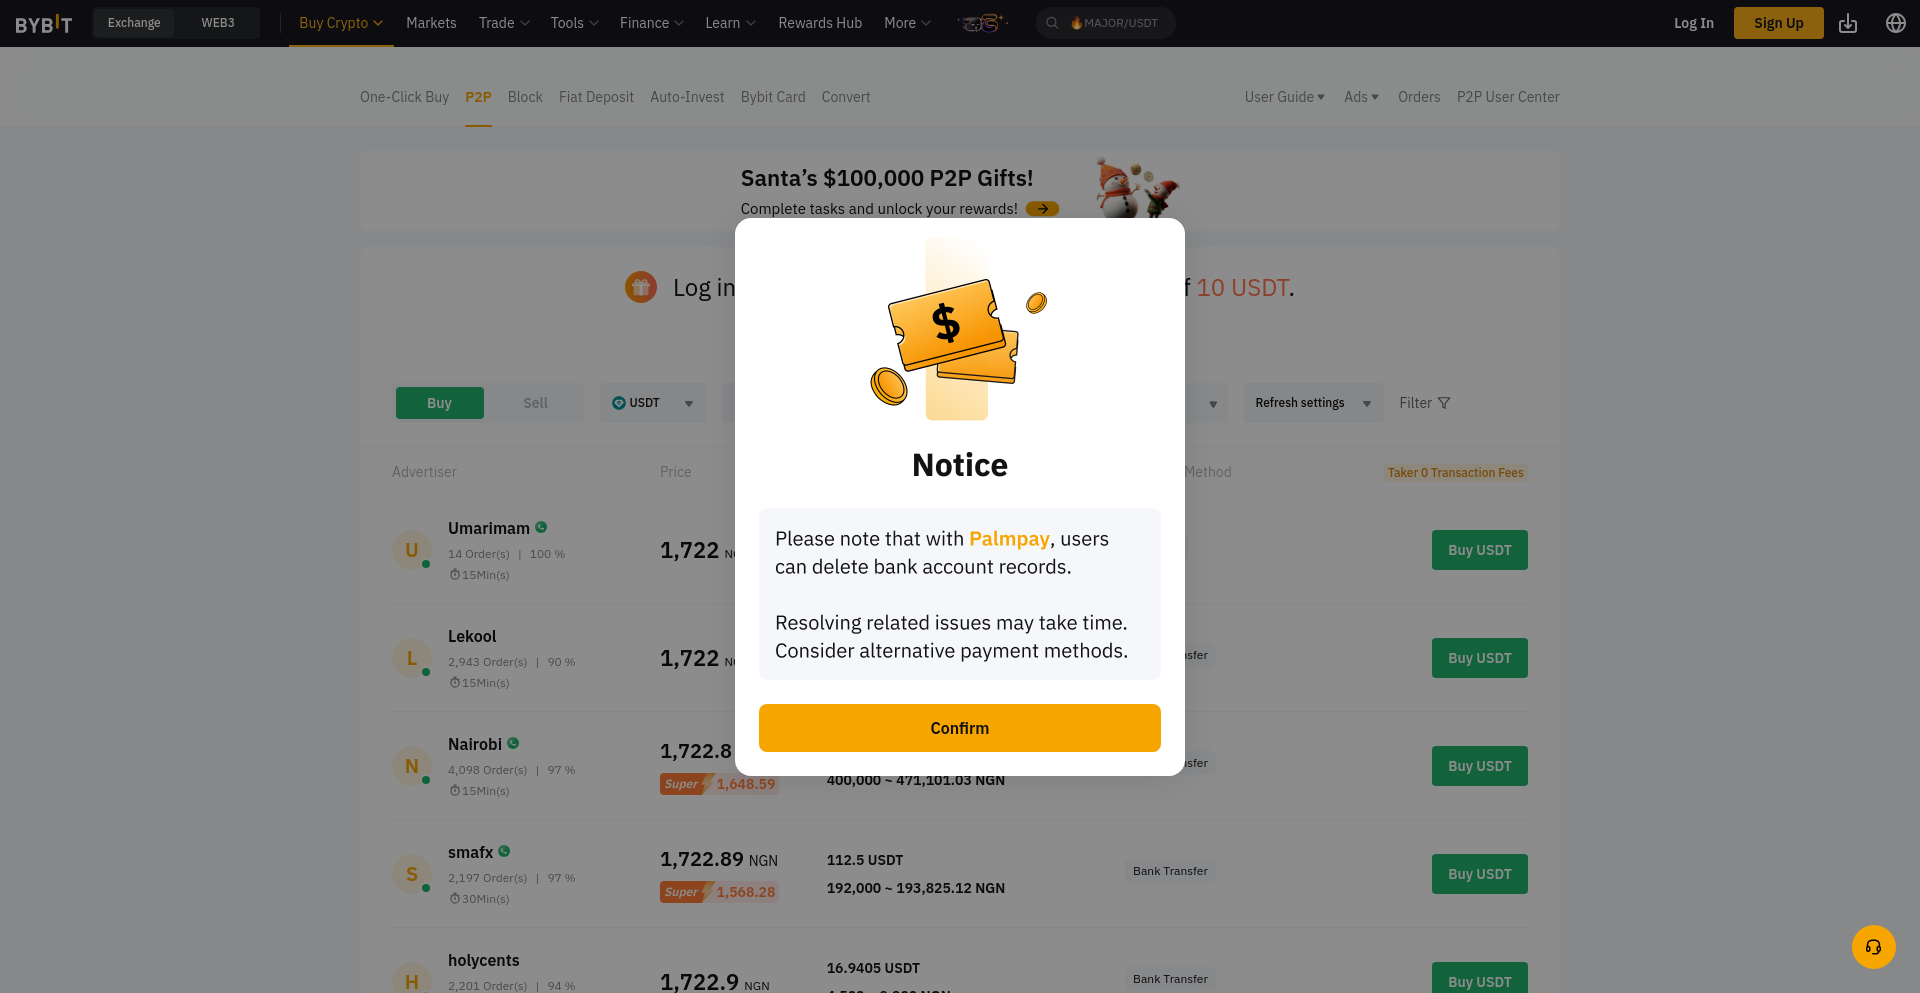 BYBIT
Exchange
WEB3
Buy Crypto
Markets
Trade
Tools
Finance
Learn
Rewards Hub
More
MAJOR/USDT
Log In
Sign Up
One-Click Buy
P2P
Block
Fiat Deposit
Auto-Invest
Bybit Card
Convert
User Guide
Ads
Orders
P2P User Center
Santa’s $100,000 P2P Gifts!
Complete tasks and unlock your rewards!
Log in
10 USDT.
Buy
Sell
USDT
Refresh settings
Filter
Advertiser
Price
Method
Taker 0 Transaction Fees
$
Notice
Please note that with Palmpay, users
can delete bank account records.
Resolving related issues may take time.
Consider alternative payment methods.
Confirm
U
Umarimam
14 Order(s) | 100 %
15Min(s)
1,722
Buy USDT
L
Lekool
2,943 Order(s) | 90 %
15Min(s)
1,722
Buy USDT
N
Nairobi
4,098 Order(s) | 97 %
15Min(s)
1,722.8
Super 1,648.59
400,000 ~ 471,101.03 NGN
Buy USDT
S
smafx
2,197 Order(s) | 97 %
30Min(s)
1,722.89 NGN
Super 1,568.28
112.5 USDT
192,000 ~ 193,825.12 NGN
Bank Transfer
Buy USDT
H
holycents
2,201 Order(s) | 94 %
1,722.9 NGN
16.9405 USDT
Bank Transfer
Buy USDT